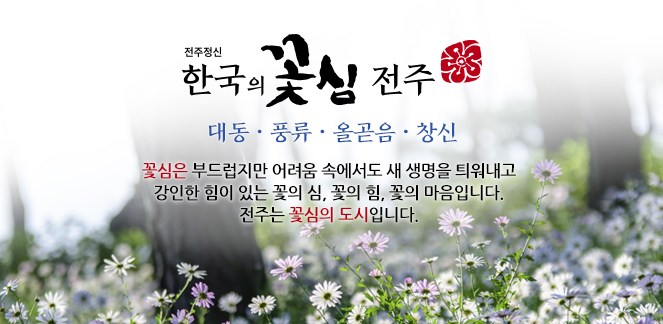 전주정신
한국의 꽃심 전주
대동 · 풍류 · 올곧음 · 창신
꽃심은 부드럽지만 어려움 속에서도 새 생명을 틔워내고
강인한 힘이 있는 꽃의 심, 꽃의 힘, 꽃의 마음입니다.
전주는 꽃심의 도시입니다.